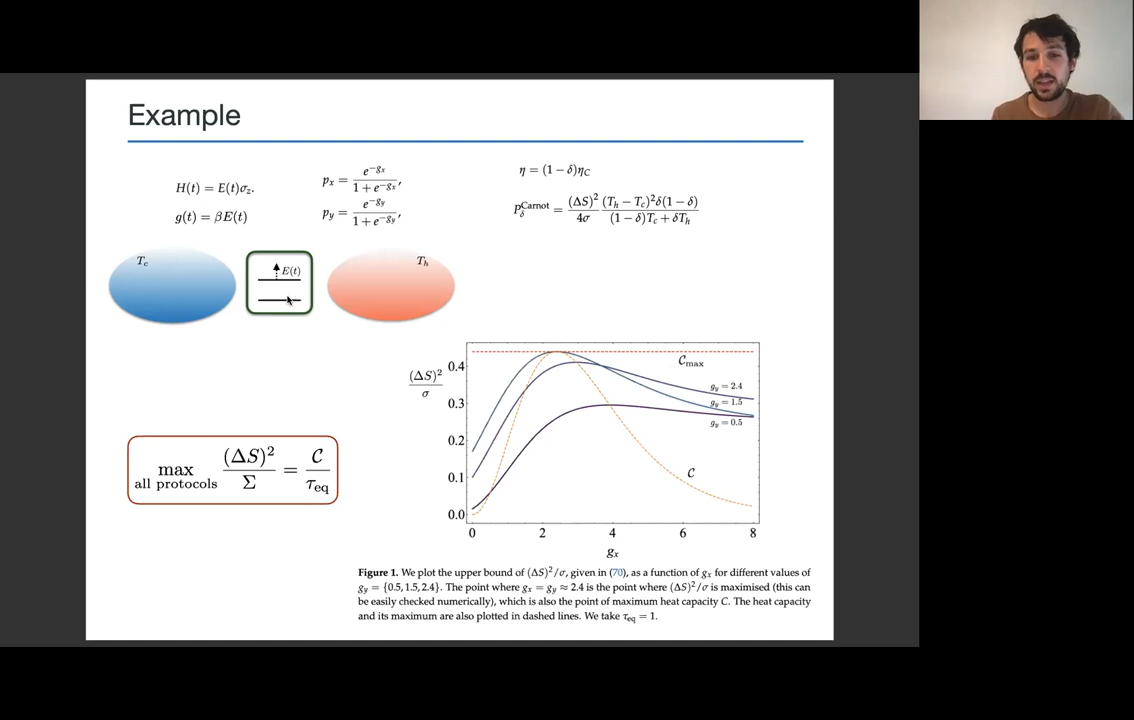 Example
H(t) = E(t)σ_z.
g(t) = βE(t)
p_x = e^{-g_x} / (1 + e^{-g_x}),
p_y = e^{-g_y} / (1 + e^{-g_y}),
η = (1 − δ)η_C
P_δ^{Carnot} = (ΔS)²/4σ (T_h − T_c)²δ(1 − δ) / ((1 − δ)T_c + δT_h)
T_c
E(t)
T_h
(ΔS)²/σ
0.4
0.3
0.2
0.1
0.0
0 2 4 6 8
g_x
𝒞_max
g_y = 2.4
g_y = 1.5
g_y = 0.5
𝒞
max all protocols (ΔS)²/Σ = 𝒞/τ_eq
Figure 1. We plot the upper bound of (ΔS)²/σ, given in (70), as a function of g_x for different values of
g_y = {0.5, 1.5, 2.4}. The point where g_x = g_y ≈ 2.4 is the point where (ΔS)²/σ is maximised (this can
be easily checked numerically), which is also the point of maximum heat capacity C. The heat capacity
and its maximum are also plotted in dashed lines. We take τ_eq = 1.